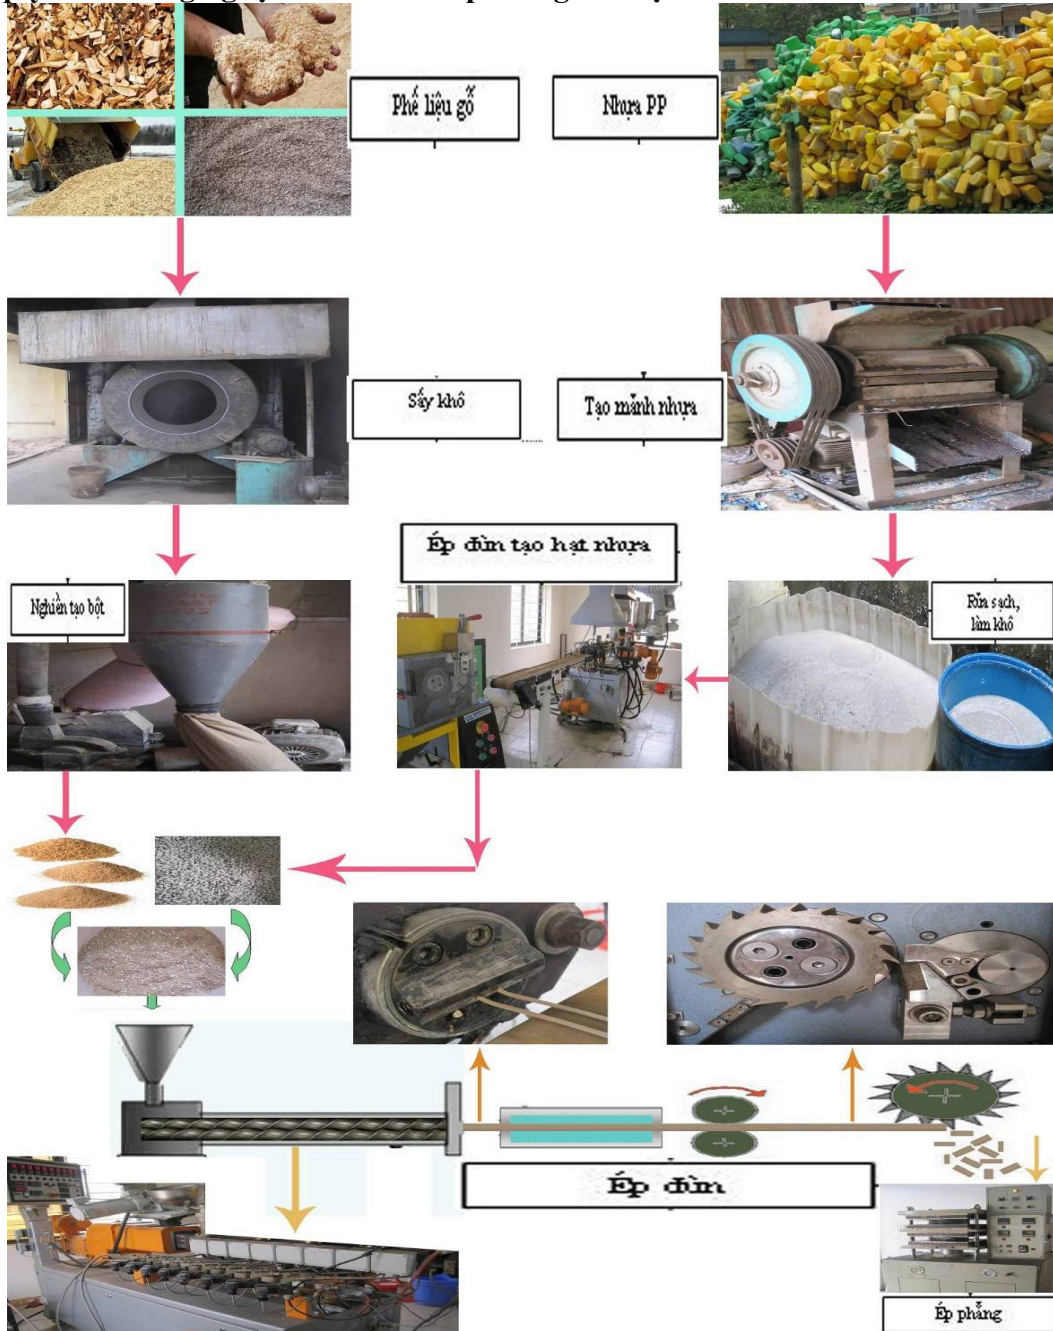 Phế liệu gỗ
Nhựa PP
Sấy khô
Tạo mảnh nhựa
Ép đùn tạo hạt nhựa
Nghiền tạo bột
Rửa sạch,
làm khô
Ép đùn
Ép phẳng